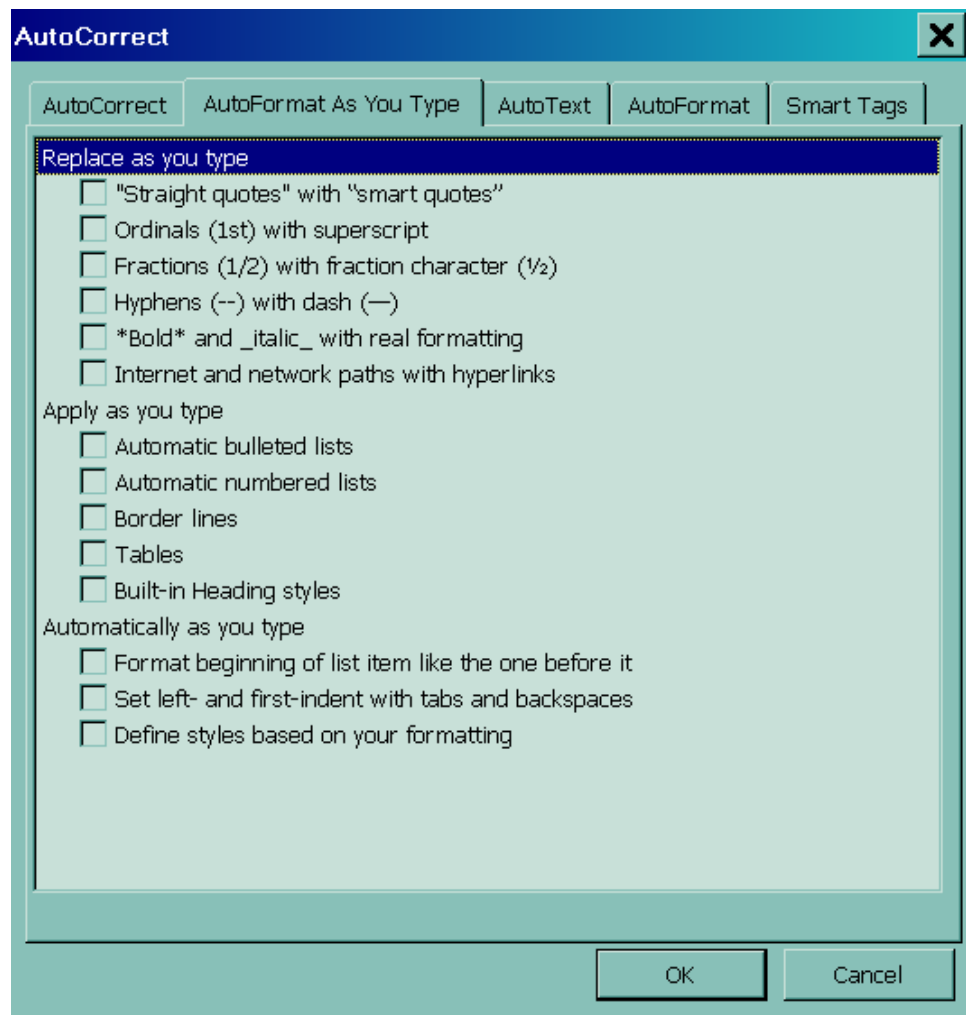 AutoCorrect
AutoCorrect AutoFormat As You Type AutoText AutoFormat Smart Tags
Replace as you type
"Straight quotes" with “smart quotes”
Ordinals (1st) with superscript
Fractions (1/2) with fraction character (½)
Hyphens (--) with dash (—)
*Bold* and _italic_ with real formatting
Internet and network paths with hyperlinks
Apply as you type
Automatic bulleted lists
Automatic numbered lists
Border lines
Tables
Built-in Heading styles
Automatically as you type
Format beginning of list item like the one before it
Set left- and first-indent with tabs and backspaces
Define styles based on your formatting
OK Cancel